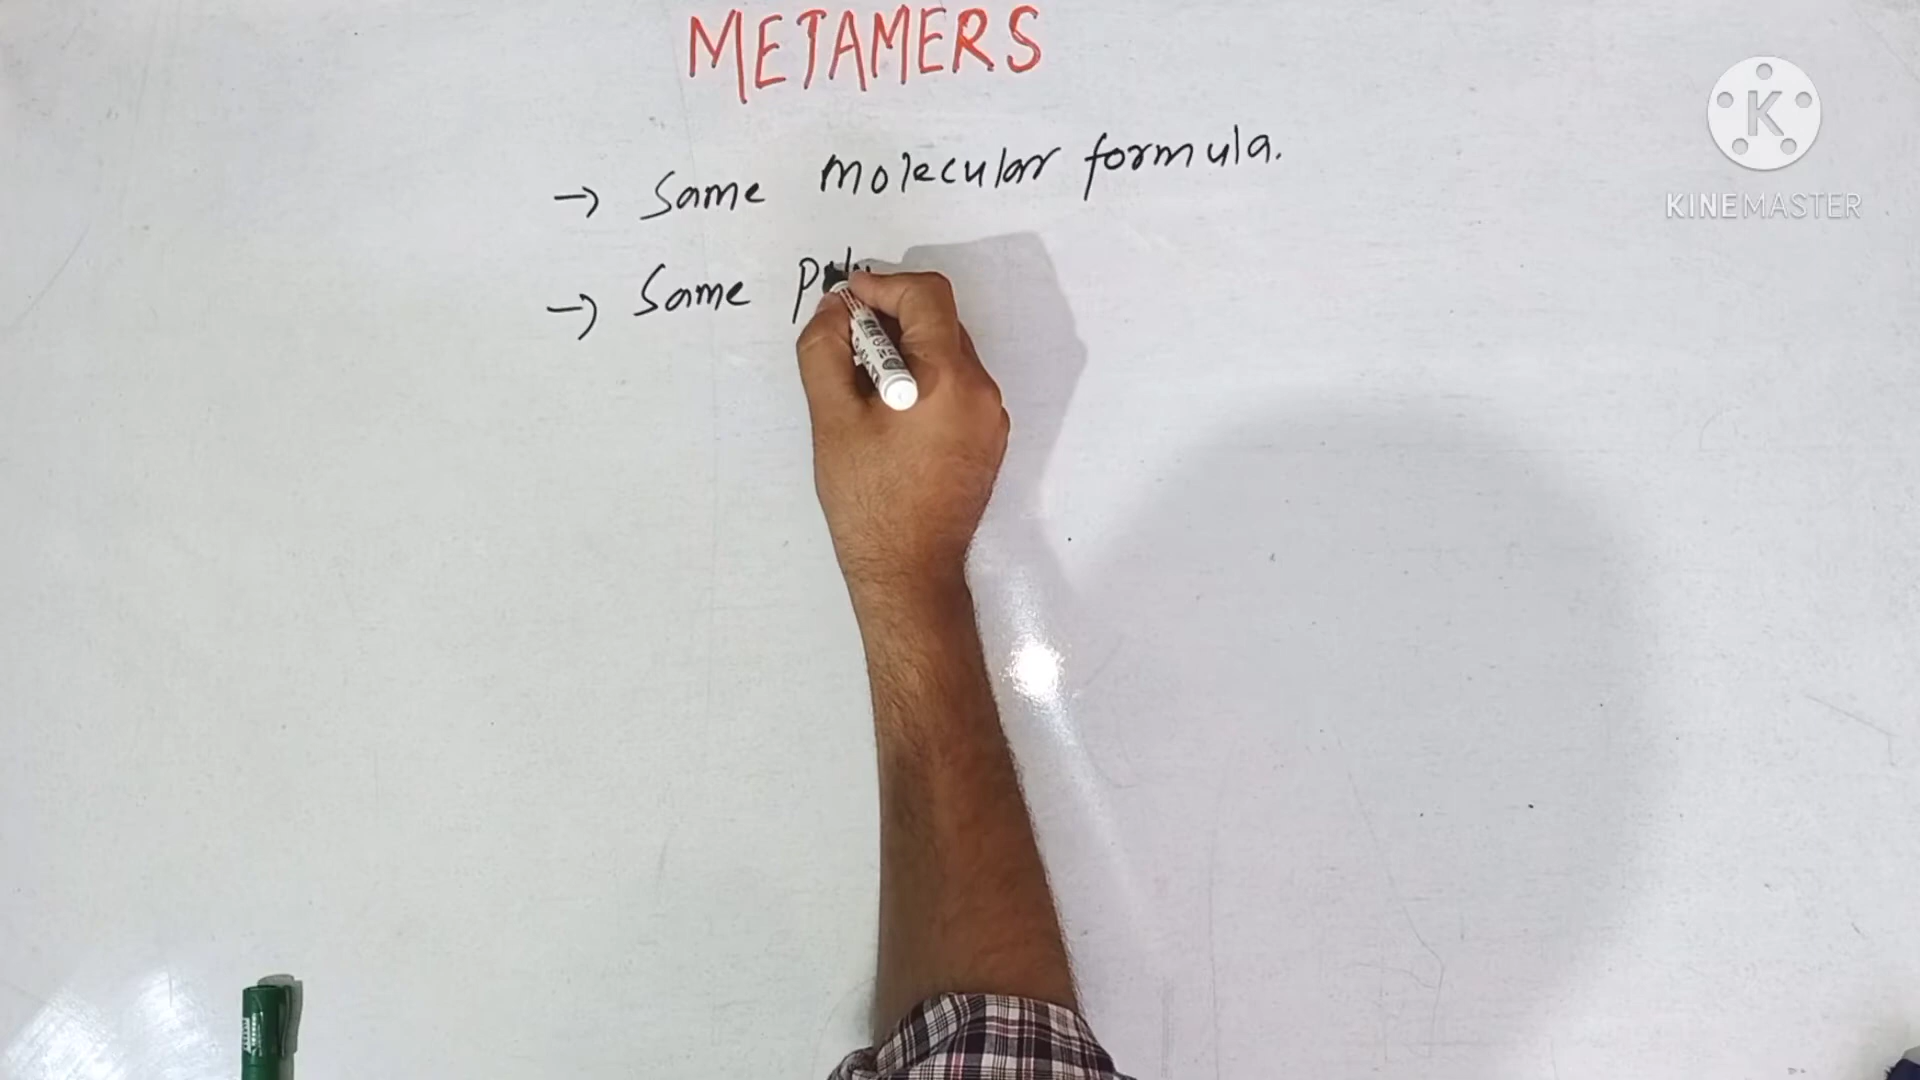 METAMERS
→ Same molecular formula.
→ Same
K
KINEMASTER